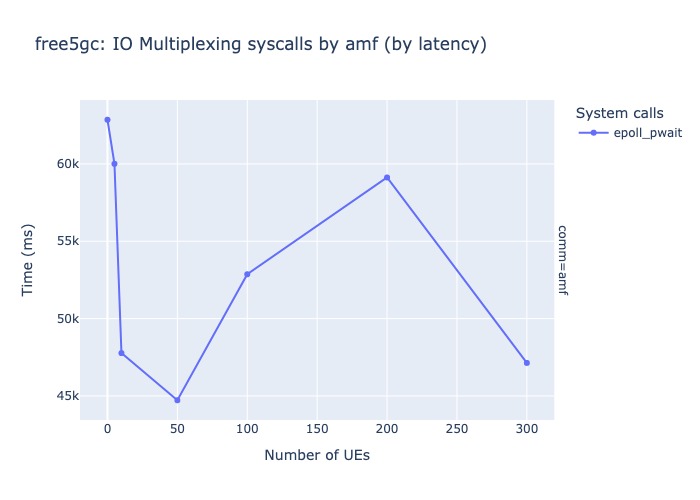 free5gc: IO Multiplexing syscalls by amf (by latency)
System calls
epoll_pwait
60k
55k
50k
45k
Time (ms)
comm=amf
0 50 100 150 200 250 300
Number of UEs